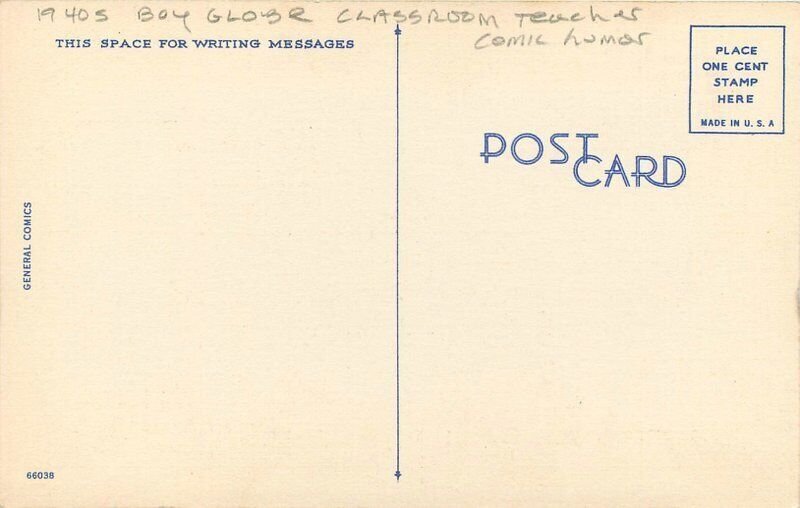 1940s BOY GLOBE CLASSROOM Teacher
COMIC humor
THIS SPACE FOR WRITING MESSAGES
PLACE
ONE CENT
STAMP
HERE
MADE IN U. S. A
POST
CARD
GENERAL COMICS
66038